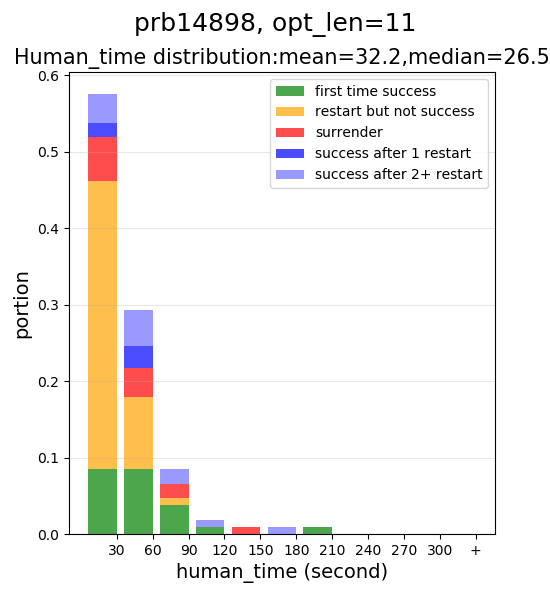 prb14898, opt_len=11
Human_time distribution:mean=32.2,median=26.5
0.6
0.5
0.4
0.3
0.2
0.1
0.0
portion
first time success
restart but not success
surrender
success after 1 restart
success after 2+ restart
30 60 90 120 150 180 210 240 270 300 +
human_time (second)